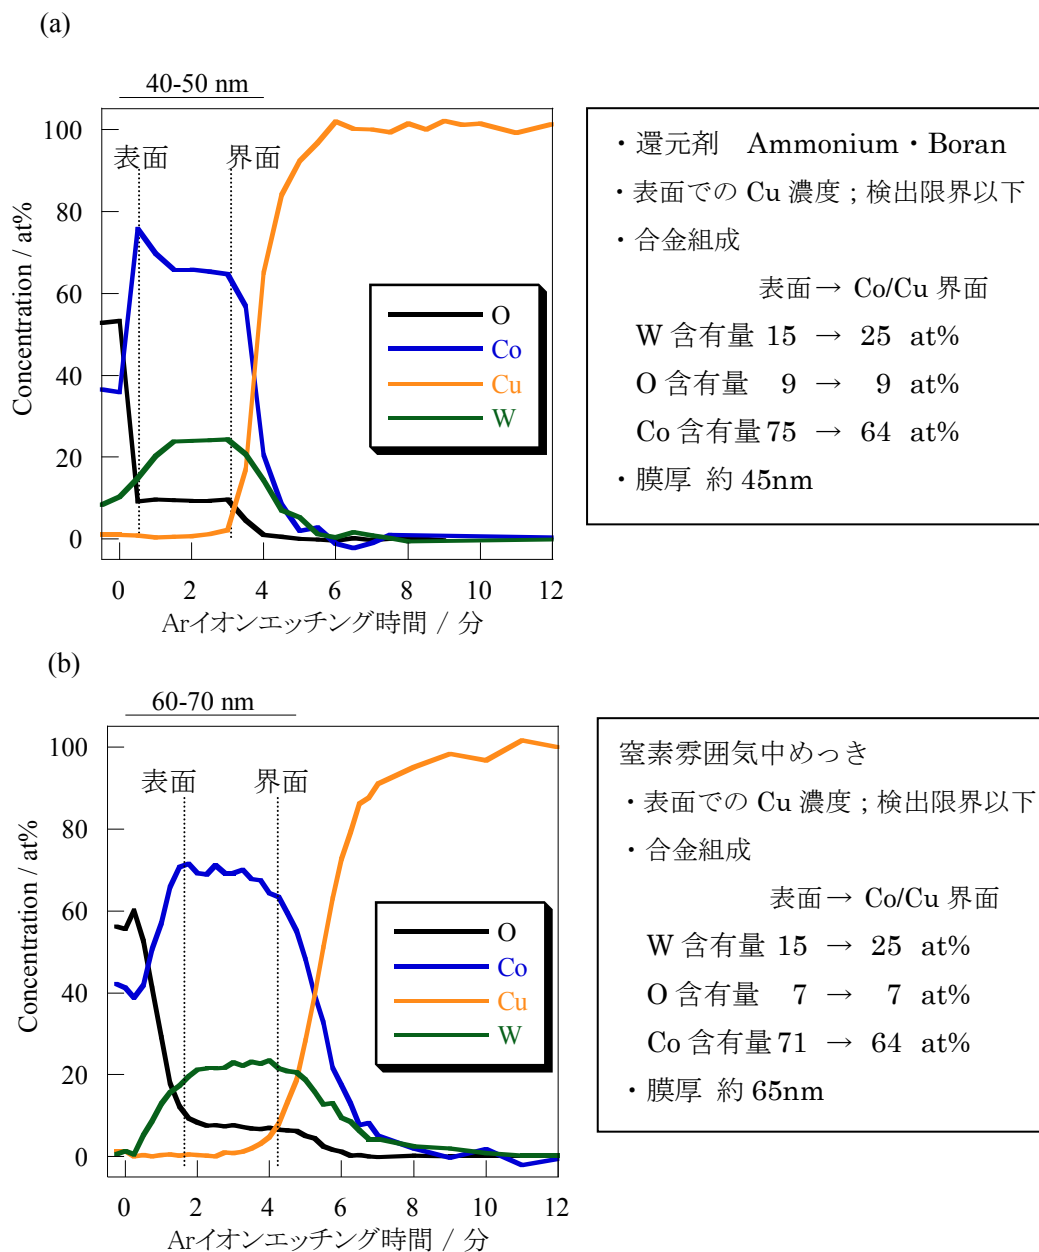 (a)
40-50 nm
100
80
60
40
20
0
Concentration / at%
表面
界面
O
Co
Cu
W
0 2 4 6 8 10 12
Arイオンエッチング時間 / 分
・還元剤 Ammonium・Boran
・表面での Cu 濃度 ; 検出限界以下
・合金組成
表面→ Co/Cu 界面
W 含有量 15 → 25 at%
O 含有量 9 → 9 at%
Co 含有量 75 → 64 at%
・膜厚 約 45nm
(b)
60-70 nm
100
80
60
40
20
0
Concentration / at%
表面
界面
O
Co
Cu
W
0 2 4 6 8 10 12
Arイオンエッチング時間 / 分
窒素雰囲気中めっき
・表面での Cu 濃度 ; 検出限界以下
・合金組成
表面→ Co/Cu 界面
W 含有量 15 → 25 at%
O 含有量 7 → 7 at%
Co 含有量 71 → 64 at%
・膜厚 約 65nm